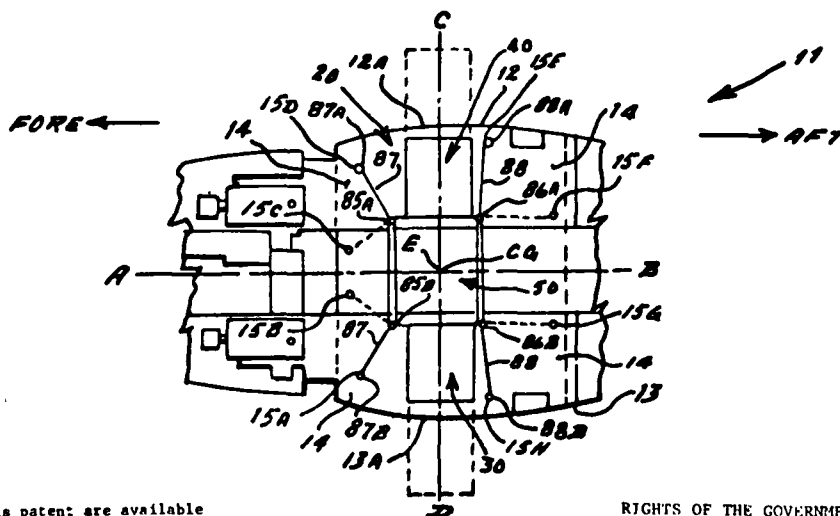 C
40
11
20
12A
12
15E
88A
FORE
15D
87A
AFT
14
14
87
88
15F
15C
85A
86A
E
CG
A
B
50
85B
15B
15G
87
86B
88
14
13
15A
14
87B
88B
13A
30
15H
D
s patent are available
RIGHTS OF THE GOVERNME